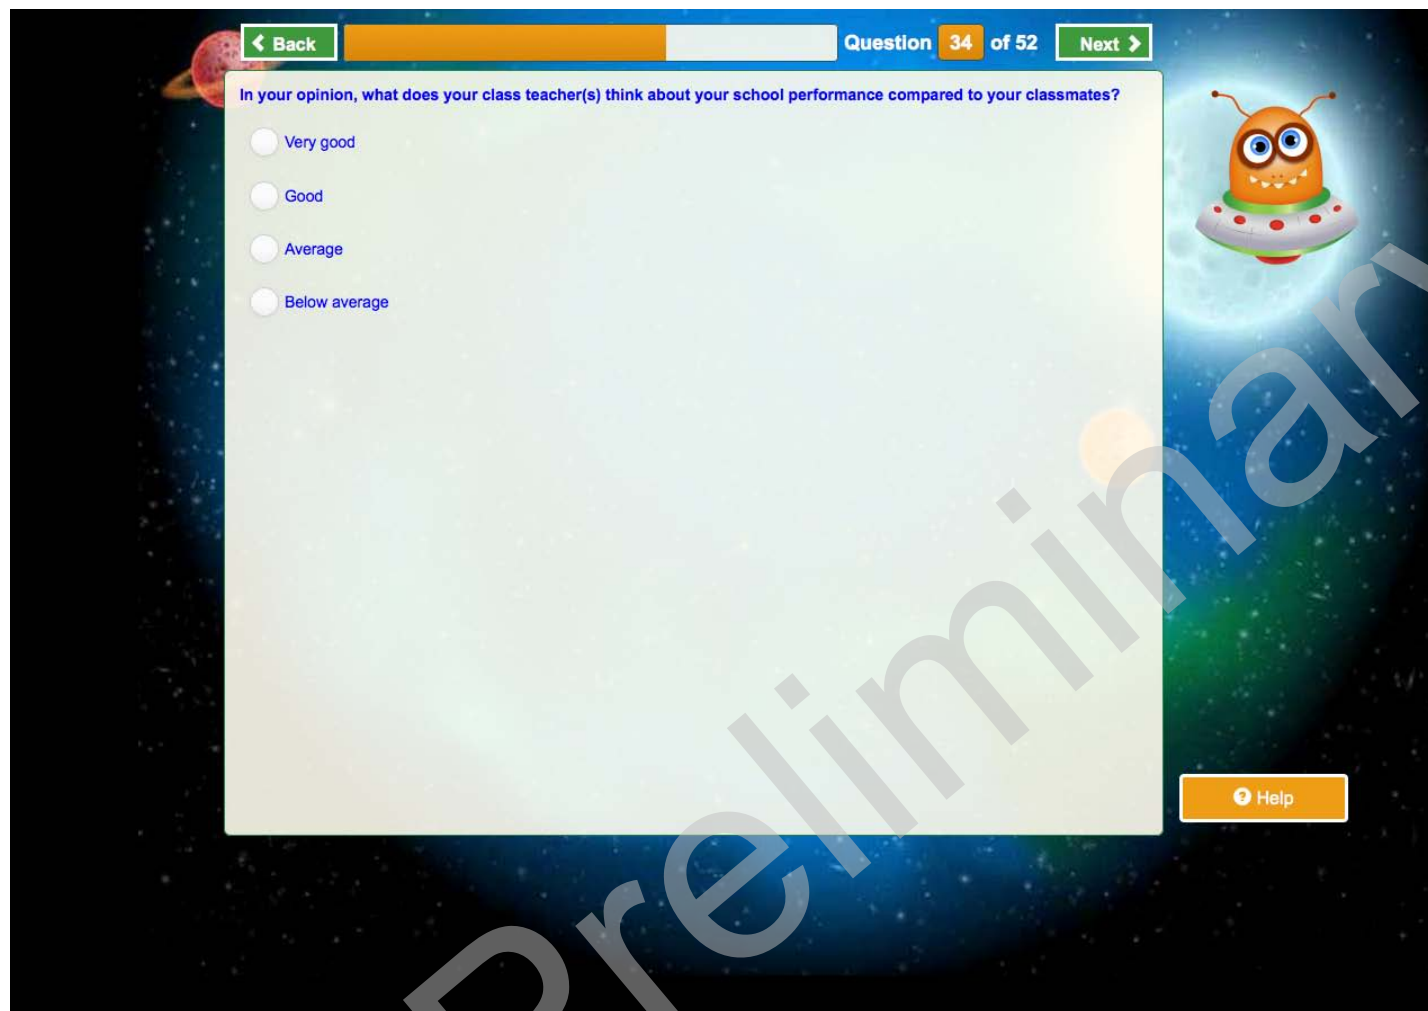 Back
Question 34 of 52
Next
In your opinion, what does your class teacher(s) think about your school performance compared to your classmates?
Very good
Good
Average
Below average
? Help
Preliminary